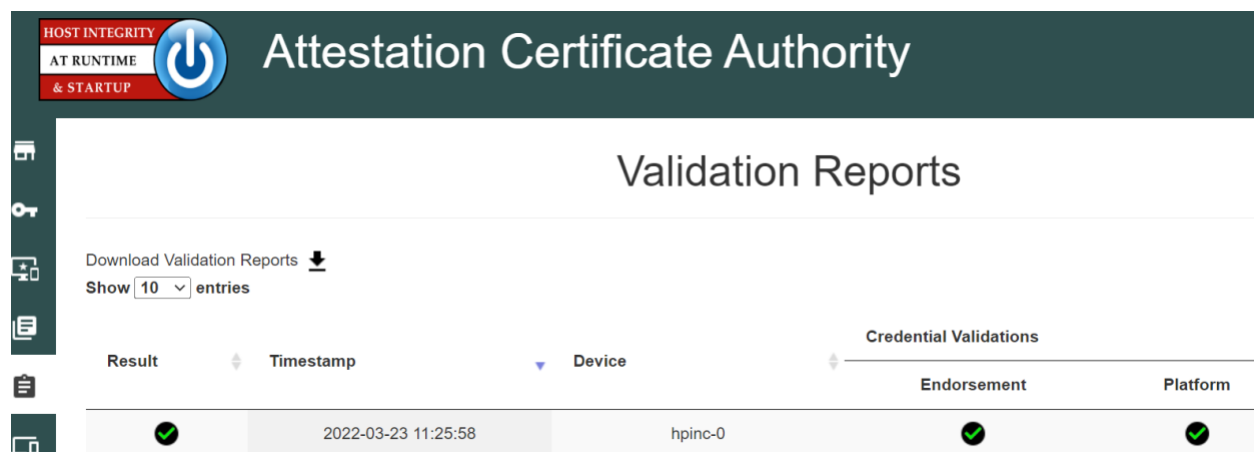 HOST INTEGRITY
AT RUNTIME
& STARTUP
Attestation Certificate Authority
Validation Reports
Download Validation Reports
Show 10 entries
Credential Validations
Result Timestamp Device
Endorsement Platform
2022-03-23 11:25:58 hpinc-0